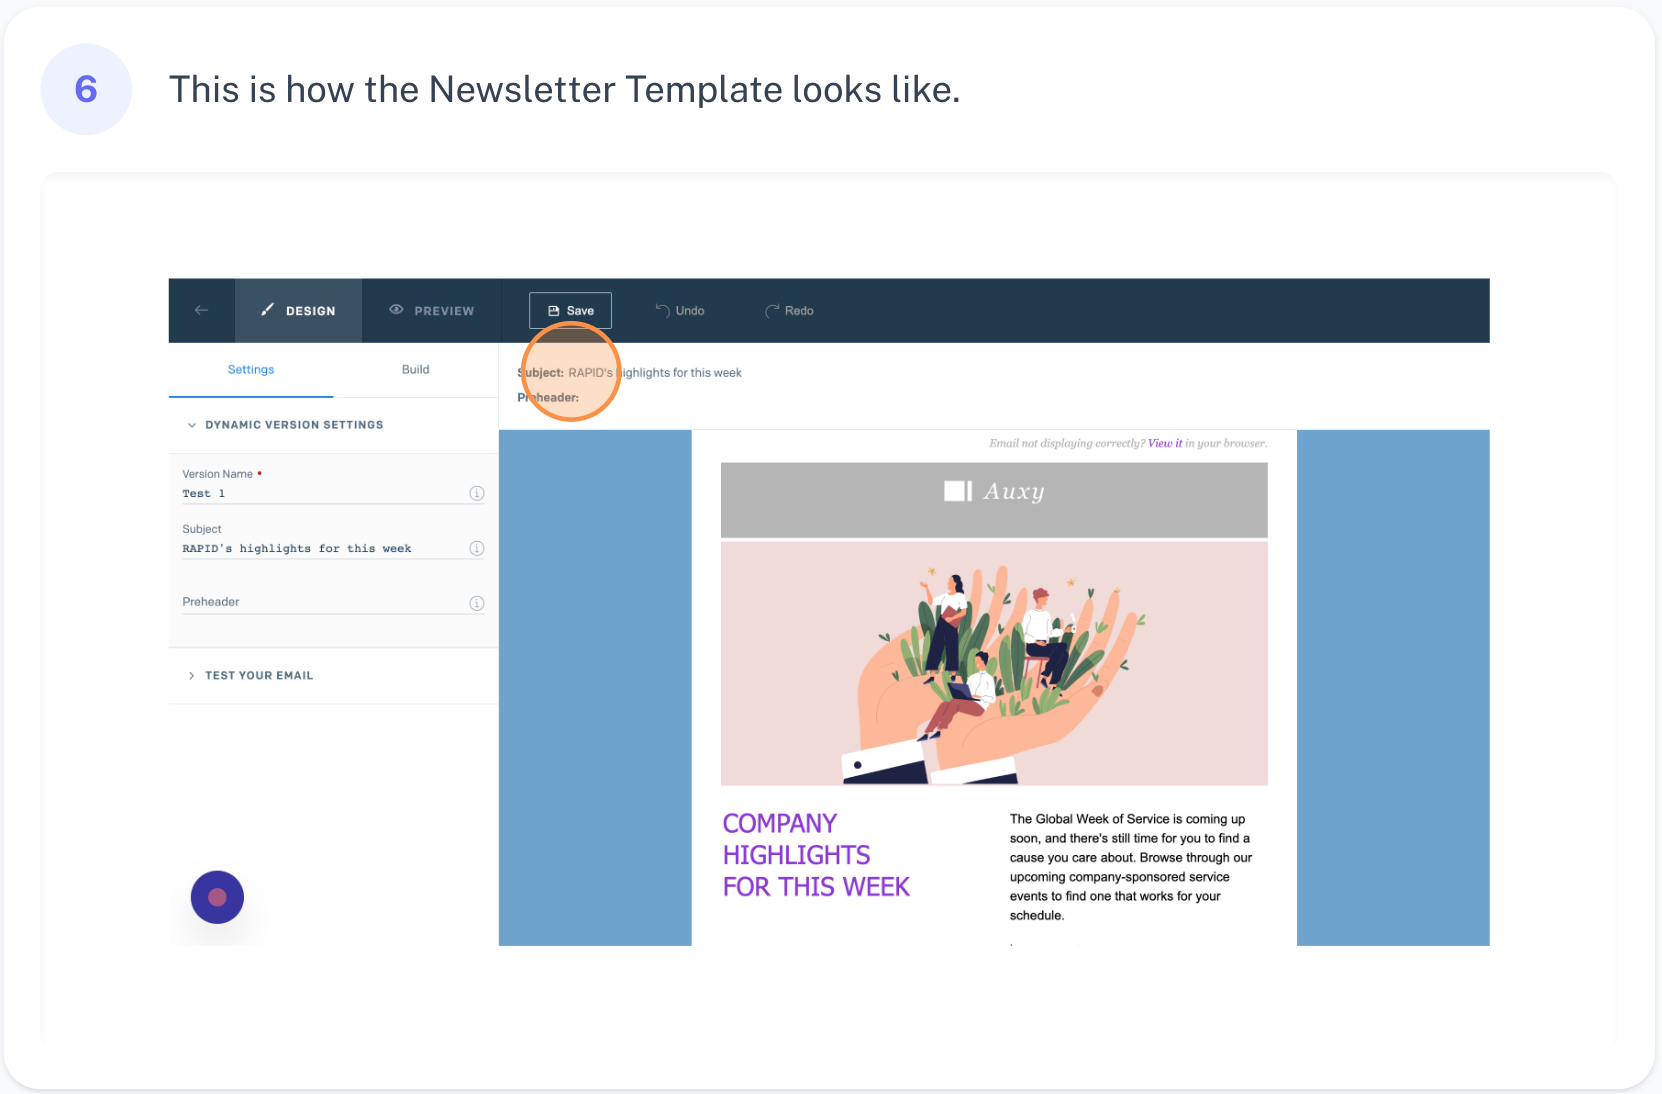 6
This is how the Newsletter Template looks like.
DESIGN
PREVIEW
Save
Undo
Redo
Settings
Build
DYNAMIC VERSION SETTINGS
Version Name •
Test 1
Subject
RAPID's highlights for this week
Preheader
TEST YOUR EMAIL
Subject: RAPID's highlights for this week
Preheader:
Email not displaying correctly? View it in your browser.
Auxy
COMPANY
HIGHLIGHTS
FOR THIS WEEK
The Global Week of Service is coming up
soon, and there's still time for you to find a
cause you care about. Browse through our
upcoming company-sponsored service
events to find one that works for your
schedule.